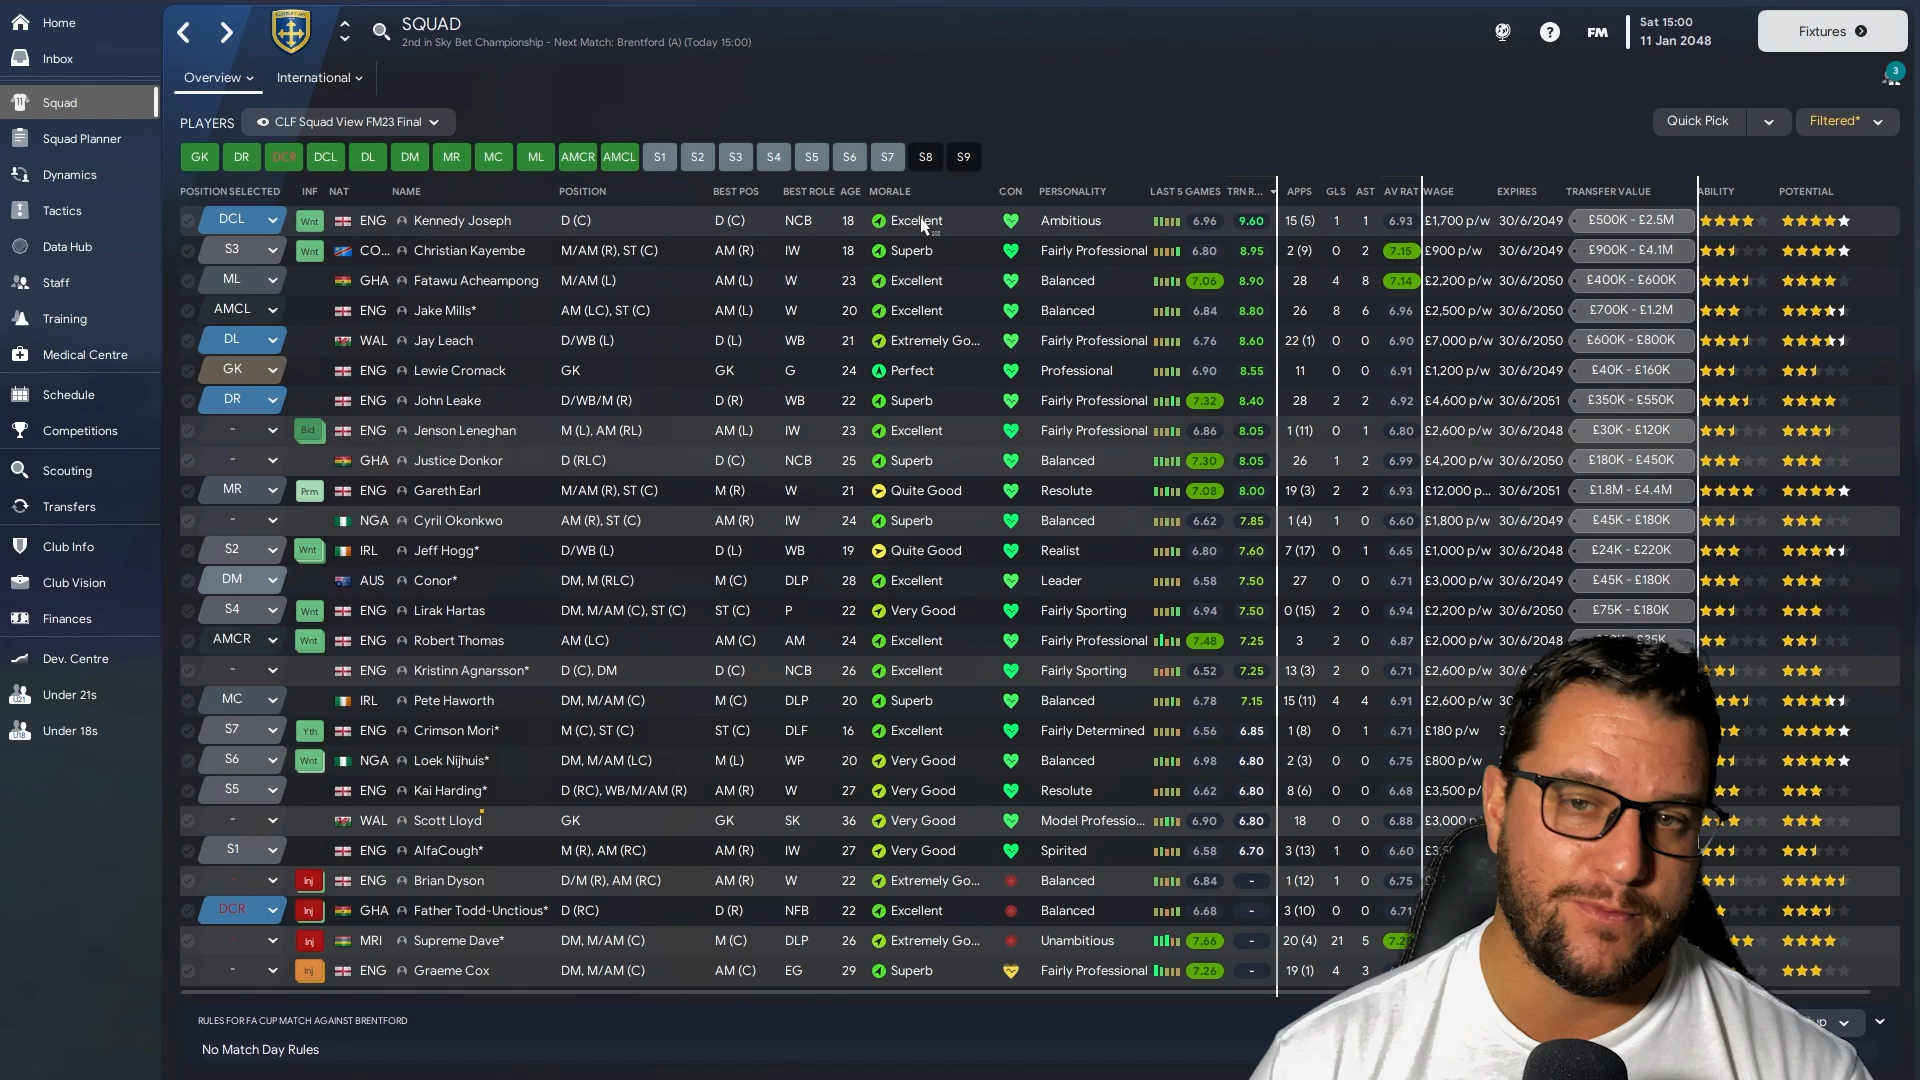 Home
Inbox
Squad
Squad Planner
Dynamics
Tactics
Data Hub
Staff
Training
Medical Centre
Schedule
Competitions
Scouting
Transfers
Club Info
Club Vision
Finances
Dev. Centre
Under 21s
Under 18s
SQUAD
2nd in Sky Bet Championship - Next Match: Brentford (A) (Today 15:00)
FM
Sat 15:00
11 Jan 2048
Fixtures
3
Overview International
PLAYERS CLF Squad View FM23 Final Quick Pick Filtered*
GK DR DCR DCL DL DM MR MC ML AMCR AMCL S1 S2 S3 S4 S5 S6 S7 S8 S9
POSITION SELECTED INF NAT NAME POSITION BEST POS BEST ROLE AGE MORALE CON PERSONALITY LAST 5 GAMES TRN R... APPS GLS AST AV RAT WAGE EXPIRES TRANSFER VALUE ABILITY POTENTIAL
DCL Wnt ENG Kennedy Joseph D (C) D (C) NCB 18 Excellent Ambitious 6.96 9.60 15 (5) 1 1 6.93 £1,700 p/w 30/6/2049 £500K - £2.5M
S3 Wnt CO... Christian Kayembe M/AM (R), ST (C) AM (R) IW 18 Superb Fairly Professional 6.80 8.95 2 (9) 0 2 7.15 £900 p/w 30/6/2049 £900K - £4.1M
ML GHA Fatawu Acheampong M/AM (L) AM (L) W 23 Excellent Balanced 7.06 8.90 28 4 8 7.14 £2,200 p/w 30/6/2050 £400K - £600K
AMCL ENG Jake Mills* AM (LC), ST (C) AM (L) W 20 Excellent Balanced 6.84 8.80 26 8 6 6.96 £2,500 p/w 30/6/2050 £700K - £1.2M
DL WAL Jay Leach D/WB (L) D (L) WB 21 Extremely Go... Fairly Professional 6.76 8.60 22 (1) 0 0 6.90 £7,000 p/w 30/6/2050 £600K - £800K
GK ENG Lewie Cromack GK GK G 24 Perfect Professional 6.90 8.55 11 0 0 6.91 £1,200 p/w 30/6/2049 £40K - £160K
DR ENG John Leake D/WB/M (R) D (R) WB 22 Superb Fairly Professional 7.32 8.40 28 2 2 6.92 £4,600 p/w 30/6/2051 £350K - £550K
- Bid ENG Jenson Leneghan M (L), AM (RL) AM (L) IW 23 Excellent Fairly Professional 6.86 8.05 1 (11) 0 1 6.80 £2,600 p/w 30/6/2048 £30K - £120K
- GHA Justice Donkor D (RLC) D (C) NCB 25 Superb Balanced 7.30 8.05 26 1 2 6.99 £4,200 p/w 30/6/2050 £180K - £450K
MR Prm ENG Gareth Earl M/AM (R), ST (C) M (R) W 21 Quite Good Resolute 7.08 8.00 19 (3) 2 2 6.93 £12,000 p... 30/6/2051 £1.8M - £4.4M
- NGA Cyril Okonkwo AM (R), ST (C) AM (R) IW 24 Superb Balanced 6.62 7.85 1 (4) 1 0 6.60 £1,800 p/w 30/6/2049 £45K - £180K
S2 Wnt IRL Jeff Hogg* D/WB (L) D (L) WB 19 Quite Good Realist 6.80 7.60 7 (17) 0 1 6.65 £1,000 p/w 30/6/2048 £24K - £220K
DM AUS Conor* DM, M (RLC) M (C) DLP 28 Excellent Leader 6.58 7.50 27 0 0 6.71 £3,000 p/w 30/6/2049 £45K - £180K
S4 Wnt ENG Lirak Hartas DM, M/AM (C), ST (C) ST (C) P 22 Very Good Fairly Sporting 6.94 7.50 0 (15) 2 0 6.94 £2,200 p/w 30/6/2050 £75K - £180K
AMCR Wnt ENG Robert Thomas AM (LC) AM (C) AM 24 Excellent Fairly Professional 7.48 7.25 3 2 0 6.87 £2,000 p/w 30/6/2048
- ENG Kristinn Agnarsson* D (C), DM D (C) NCB 26 Excellent Fairly Sporting 6.52 7.25 13 (3) 2 0 6.71 £2,600 p/w
MC IRL Pete Haworth DM, M/AM (C) M (C) DLP 20 Superb Balanced 6.78 7.15 15 (11) 4 4 6.91 £2,600 p/w
S7 Yth ENG Crimson Mori* M (C), ST (C) ST (C) DLF 16 Excellent Fairly Determined 6.56 6.85 1 (8) 0 1 6.71 £180 p/w
S6 Wnt NGA Loek Nijhuis* DM, M/AM (LC) M (L) WP 20 Very Good Balanced 6.98 6.80 2 (3) 0 0 6.75 £800 p/w
S5 ENG Kai Harding* D (RC), WB/M/AM (R) AM (R) W 27 Very Good Resolute 6.62 6.80 8 (6) 0 0 6.68 £3,500 p/
- WAL Scott Lloyd GK GK SK 36 Very Good Model Professio... 6.90 6.80 18 0 0 6.88 £3,000
S1 ENG AlfaCough* M (R), AM (RC) AM (R) IW 27 Very Good Spirited 6.58 6.70 3 (13) 1 0 6.60
- Inj ENG Brian Dyson D/M (R), AM (RC) AM (R) W 22 Extremely Go... Balanced 6.84 - 1 (12) 1 0 6.75
DCR Inj GHA Father Todd-Unctious* D (RC) D (R) NFB 22 Excellent Balanced 6.68 - 3 (10) 0 0 6.71
- Inj MRI Supreme Dave* DM, M/AM (C) M (C) DLP 26 Extremely Go... Unambitious 7.66 - 20 (4) 21 5
- Inj ENG Graeme Cox DM, M/AM (C) AM (C) EG 29 Superb Fairly Professional 7.26 - 19 (1) 4 3
RULES FOR FA CUP MATCH AGAINST BRENTFORD
No Match Day Rules